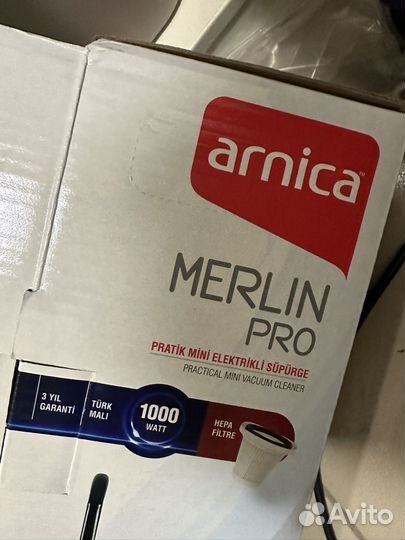 arnica
MERLIN
PRO
PRATİK MİNİ ELEKTRİKLİ SÜPÜRGE
PRACTICAL MINI VACUUM CLEANER
3 YIL
GARANTİ
TÜRK
MALI
1000
WATT
HEPA
FİLTRE
Avito